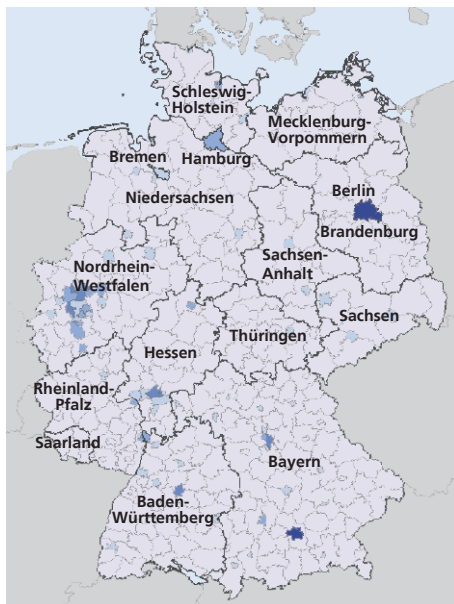 Schleswig-
Holstein
Mecklenburg-
Vorpommern
Bremen
Hamburg
Niedersachsen
Berlin
Brandenburg
Sachsen-
Anhalt
Nordrhein-
Westfalen
Sachsen
Thüringen
Hessen
Rheinland-
Pfalz
Saarland
Bayern
Baden-
Württemberg